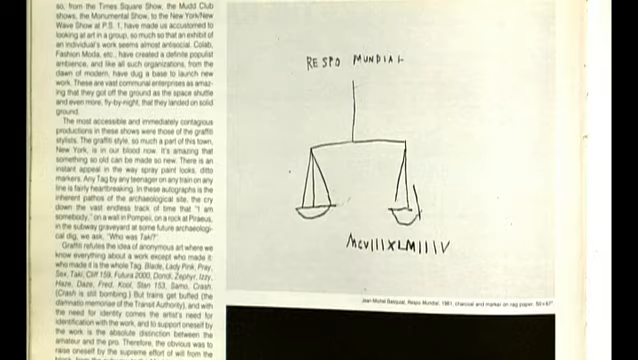 so, from the Times Square Show, the Mudd Club
shows, the Monumental Show, to the New York/New
Wave Show at P.S. 1, have made us accustomed to
looking at art in a group, so much so that an exhibit of
an individual's work seems almost antisocial. Colab,
Fashion Moda, etc., have created a definite populist
ambience, and like all such organizations, from the
dawn of modern, have dug a base to launch new
work. These are vast communal enterprises as amaz-
ing that they got off the ground as the space shuttle
and even more, fly-by-night, that they landed on solid
ground.
The most accessible and immediately contagious
productions in these shows were those of the graffiti
stylists. The graffiti style, so much a part of this town,
New York, is in our blood now. It's amazing that
something so old can be made so new. There is an
instant appeal in the way spray paint looks, ditto
markers. Any Tag by any teenager on any train on any
line is fairly heartbreaking. In these autographs is the
inherent pathos of the archaeological site, the cry
down the vast endless track of time that "I am
somebody," on a wall in Pompeii, on a rock at Piraeus,
in the subway graveyard at some future archaeologi-
cal dig, we ask, "Who was Taki?"
Graffiti refutes the idea of anonymous art where we
know everything about a work except who made it:
who made it is the whole Tag. Blade, Lady Pink, Pray,
Sex, Taki, Cliff 159, Futura 2000, Dondi, Zephyr, Izzy,
Haze, Daze, Fred, Kool, Stan 153, Samo, Crash.
(Crash is still bombing.) But trains get buffed (the
damnatio memoriae of the Transit Authority), and with
the need for identity comes the artist's need for
identification with the work, and to support oneself by
the work is the absolute distinction between the
amateur and the pro. Therefore, the obvious was to
raise oneself by the supreme effort of will from the
RESPO MUNDIAL
MCVIIIXLMIIIV
Jean-Michel Basquiat, Respo Mundial, 1981, charcoal and marker on rag paper, 50×67"